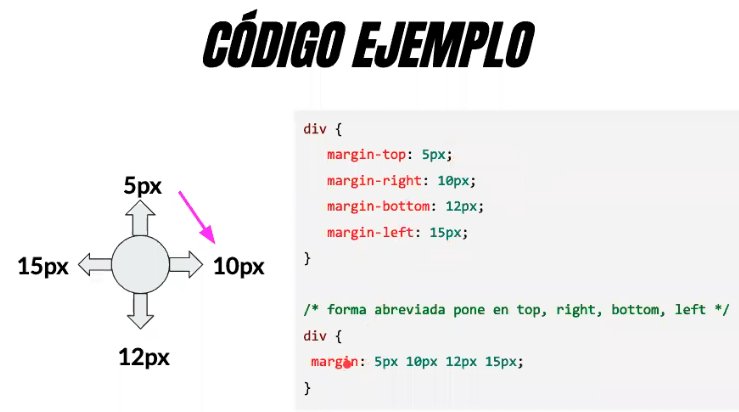 CÓDIGO EJEMPLO
5px
15px
10px
12px
div {
margin-top: 5px;
margin-right: 10px;
margin-bottom: 12px;
margin-left: 15px;
}
/* forma abreviada pone en top, right, bottom, left */
div {
margin: 5px 10px 12px 15px;
}